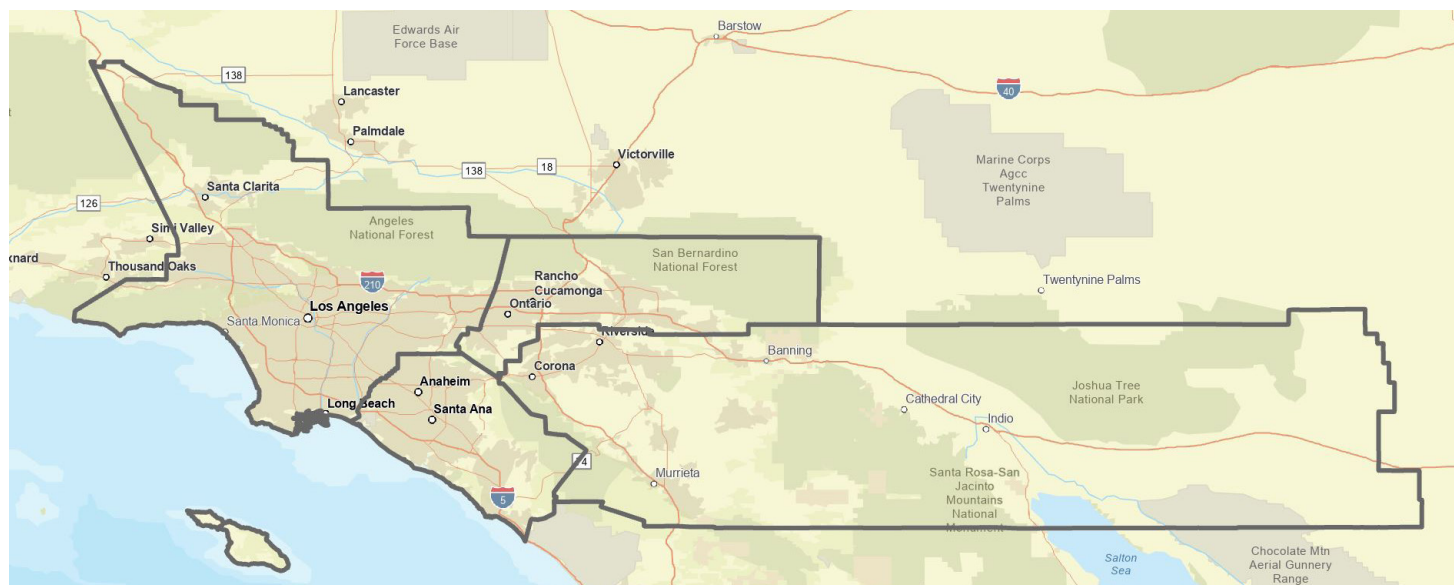 Edwards Air
Force Base
Barstow
138
40
Lancaster
Palmdale
Victorville
138
18
Marine Corps
Agcc
Twentynine
Palms
Santa Clarita
126
Angeles
National Forest
Simi Valley
San Bernardino
National Forest
xnard
Thousand Oaks
210
Rancho
Cucamonga
Ontario
Twentynine Palms
Los Angeles
Santa Monica
Riverside
Banning
Corona
Anaheim
Joshua Tree
National Park
Long Beach
Santa Ana
Cathedral City
Indio
74
Murrieta
5
Santa Rosa-San
Jacinto
Mountains
National
Monument
Salton
Sea
Chocolate Mtn
Aerial Gunnery
Range